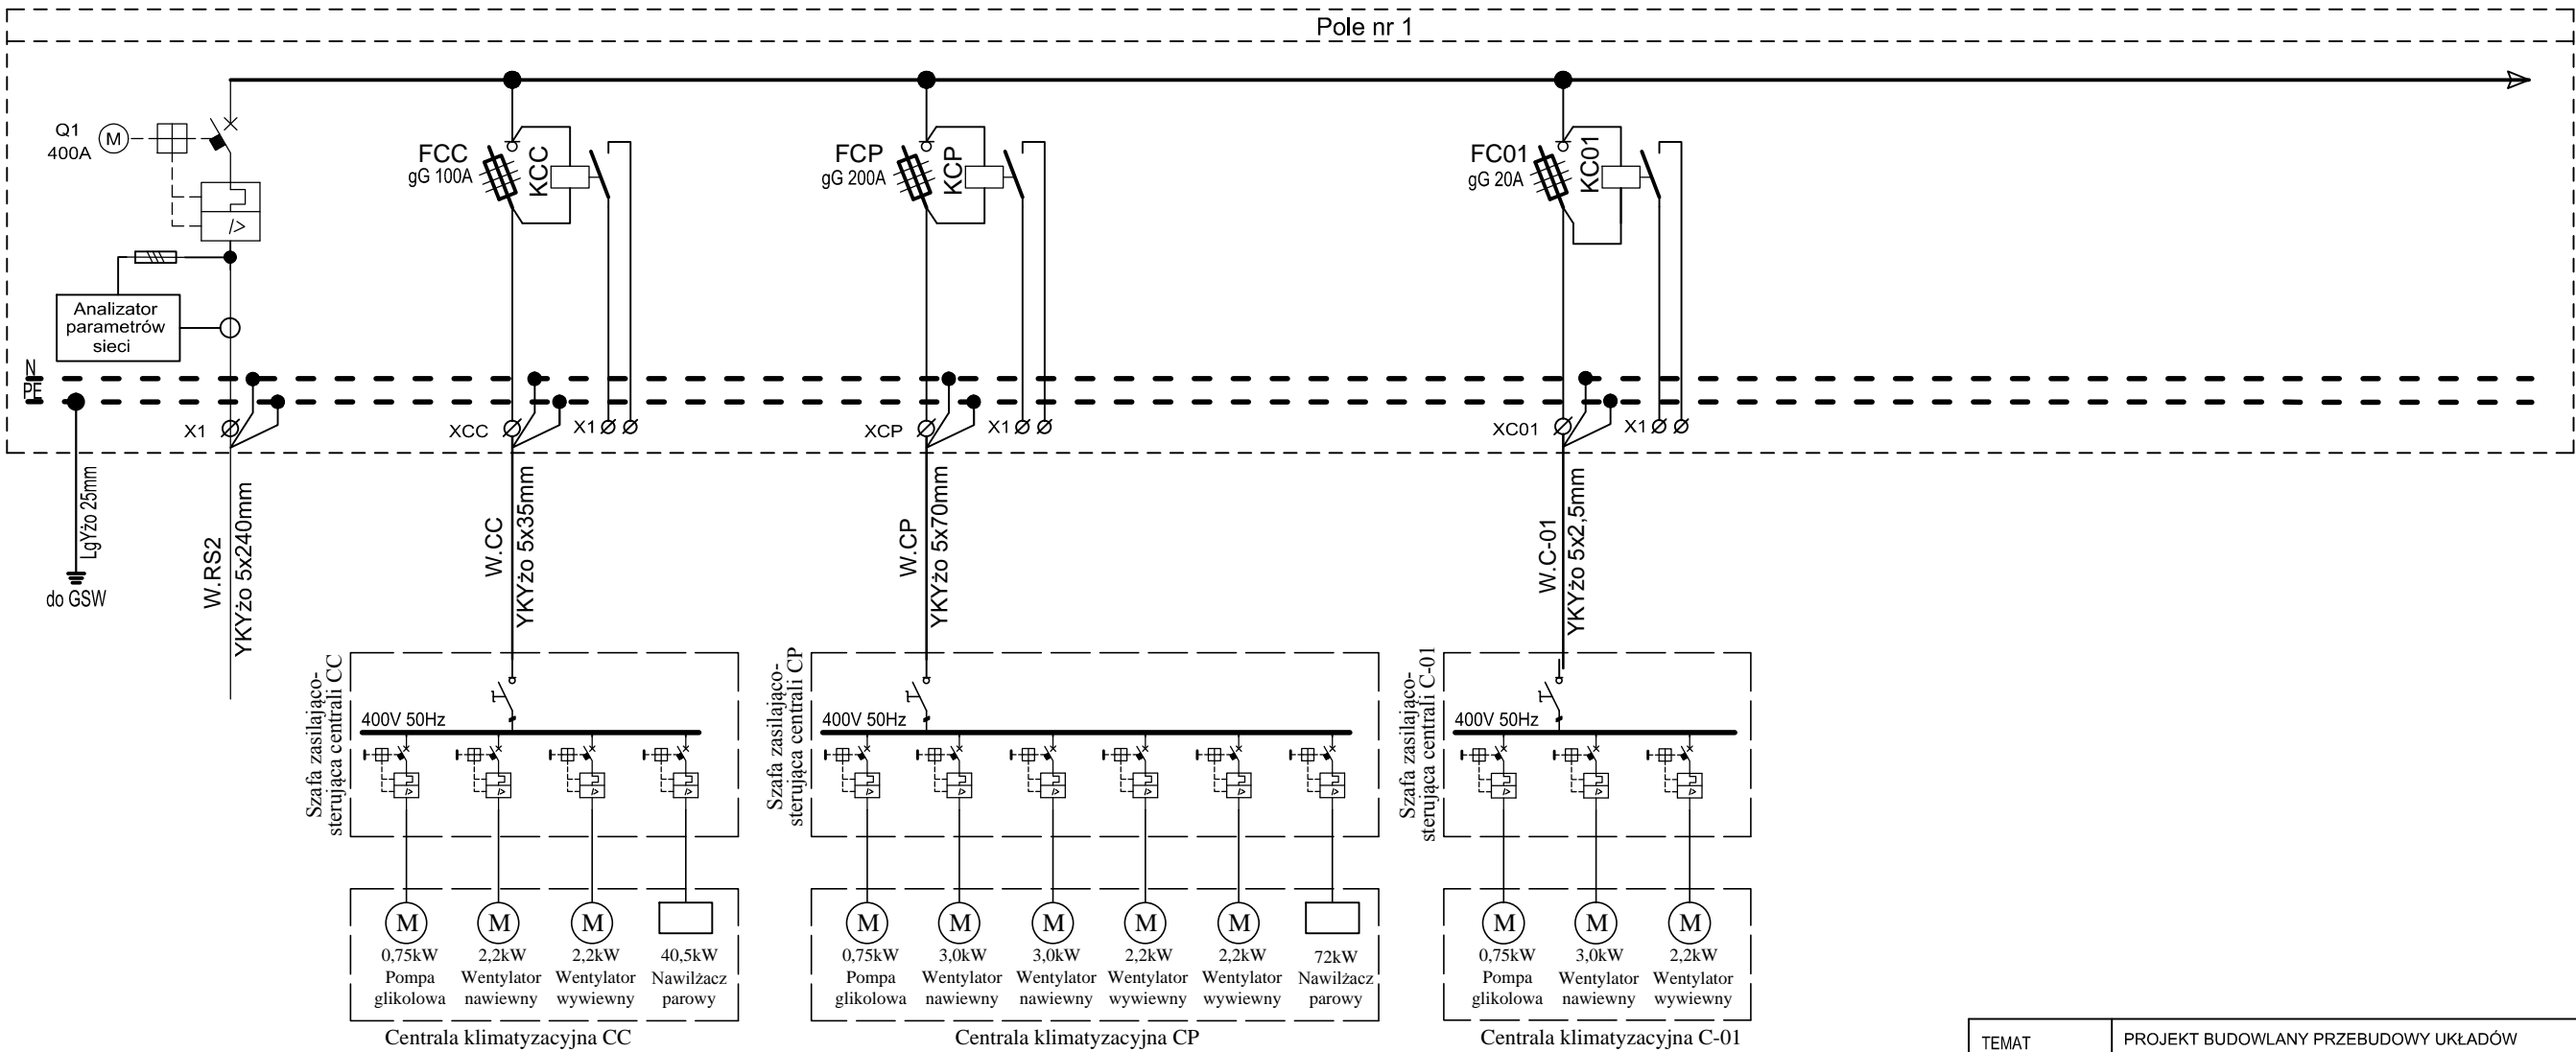 Pole nr 1
Q1
400A
M
FCC
gG 100A
KCC
FCP
gG 200A
KCP
FC01
gG 20A
KC01
Analizator
parametrów
sieci
N
PE
X1
XCC
X1
XCP
X1
XC01
X1
LgYżo 25mm
do GSW
W.RS2
YKYżo 5x240mm
W.CC
YKYżo 5x35mm
W.CP
YKYżo 5x70mm
W.C-01
YKYżo 5x2,5mm
Szafa zasilająco-
sterująca centrali CC
400V 50Hz
Szafa zasilająco-
sterująca centrali CP
400V 50Hz
Szafa zasilająco-
sterująca centrali C-01
400V 50Hz
M
0,75kW
Pompa
glikolowa
M
2,2kW
Wentylator
nawiewny
M
2,2kW
Wentylator
wywiewny
40,5kW
Nawilżacz
parowy
Centrala klimatyzacyjna CC
M
0,75kW
Pompa
glikolowa
M
3,0kW
Wentylator
nawiewny
M
3,0kW
Wentylator
nawiewny
M
2,2kW
Wentylator
wywiewny
M
2,2kW
Wentylator
wywiewny
72kW
Nawilżacz
parowy
Centrala klimatyzacyjna CP
M
0,75kW
Pompa
glikolowa
M
3,0kW
Wentylator
nawiewny
M
2,2kW
Wentylator
wywiewny
Centrala klimatyzacyjna C-01
TEMAT
PROJEKT BUDOWLANY PRZEBUDOWY UKŁADÓW